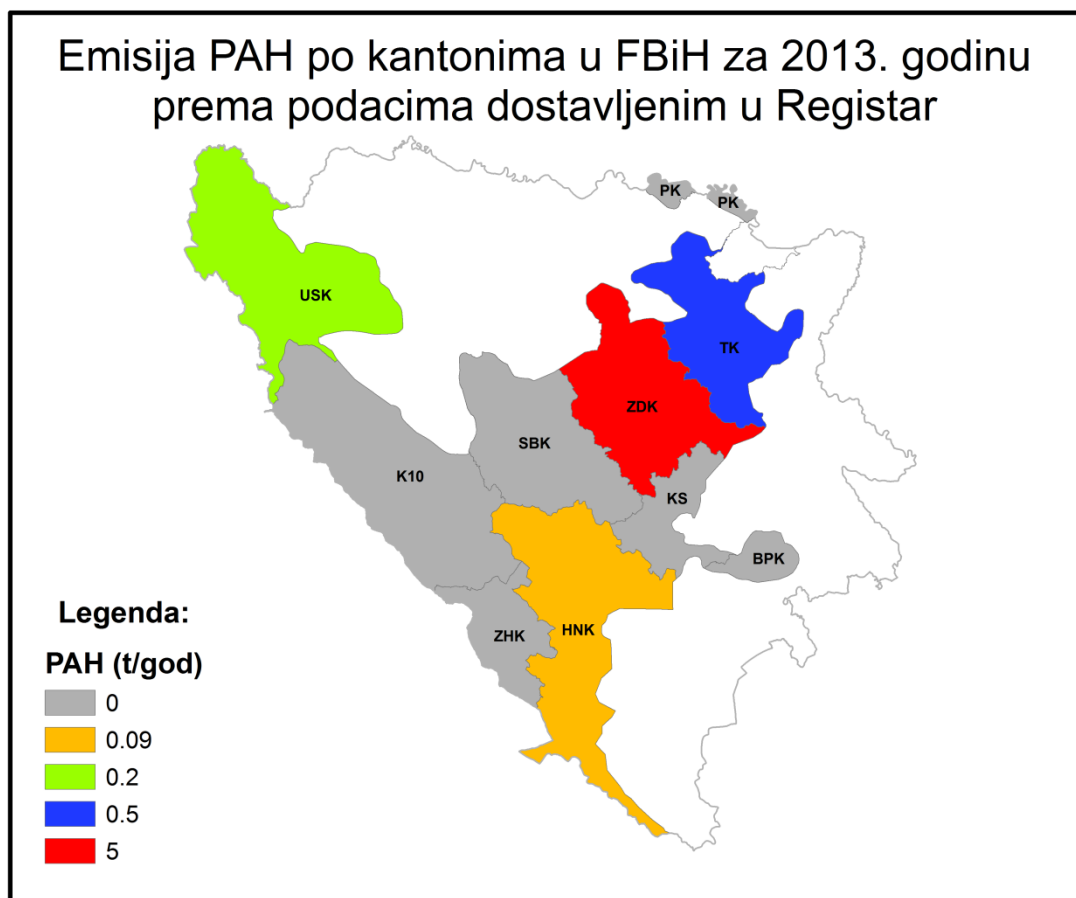 Emisija PAH po kantonima u FBiH za 2013. godinu
prema podacima dostavljenim u Registar
PK
PK
USK
TK
ZDK
SBK
K10
KS
BPK
ZHK
HNK
Legenda:
PAH (t/god)
0
0.09
0.2
0.5
5